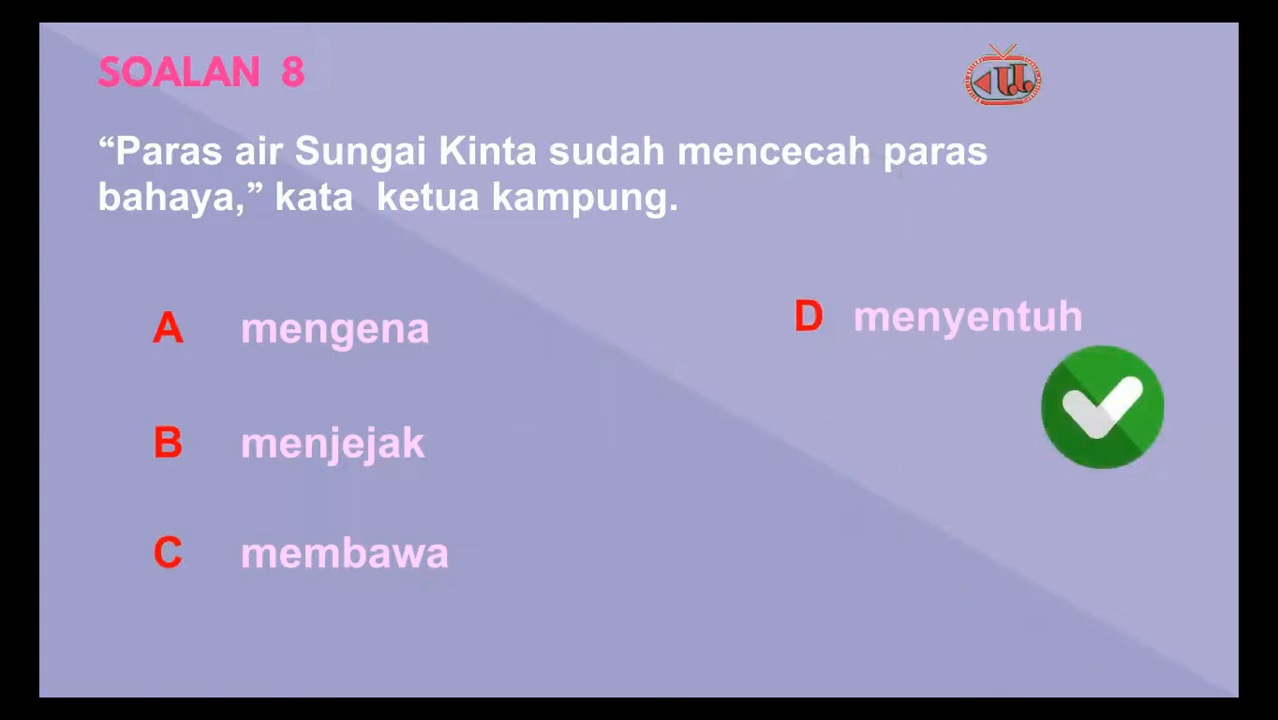 SOALAN 8
“Paras air Sungai Kinta sudah mencecah paras
bahaya,” kata ketua kampung.
A mengena
B menjejak
C membawa
D menyentuh